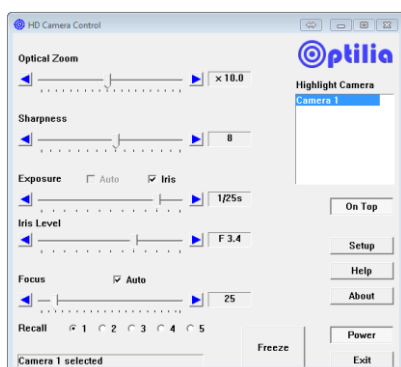 HD Camera Control
Optical Zoom
x 10.0
Optilia
Highlight Camera
Camera 1
Sharpness
8
Exposure Auto Iris
1/25s
On Top
Iris Level
F 3.4
Setup
Help
Focus Auto
25
About
Recall 1 2 3 4 5
Freeze
Power
Camera 1 selected
Exit